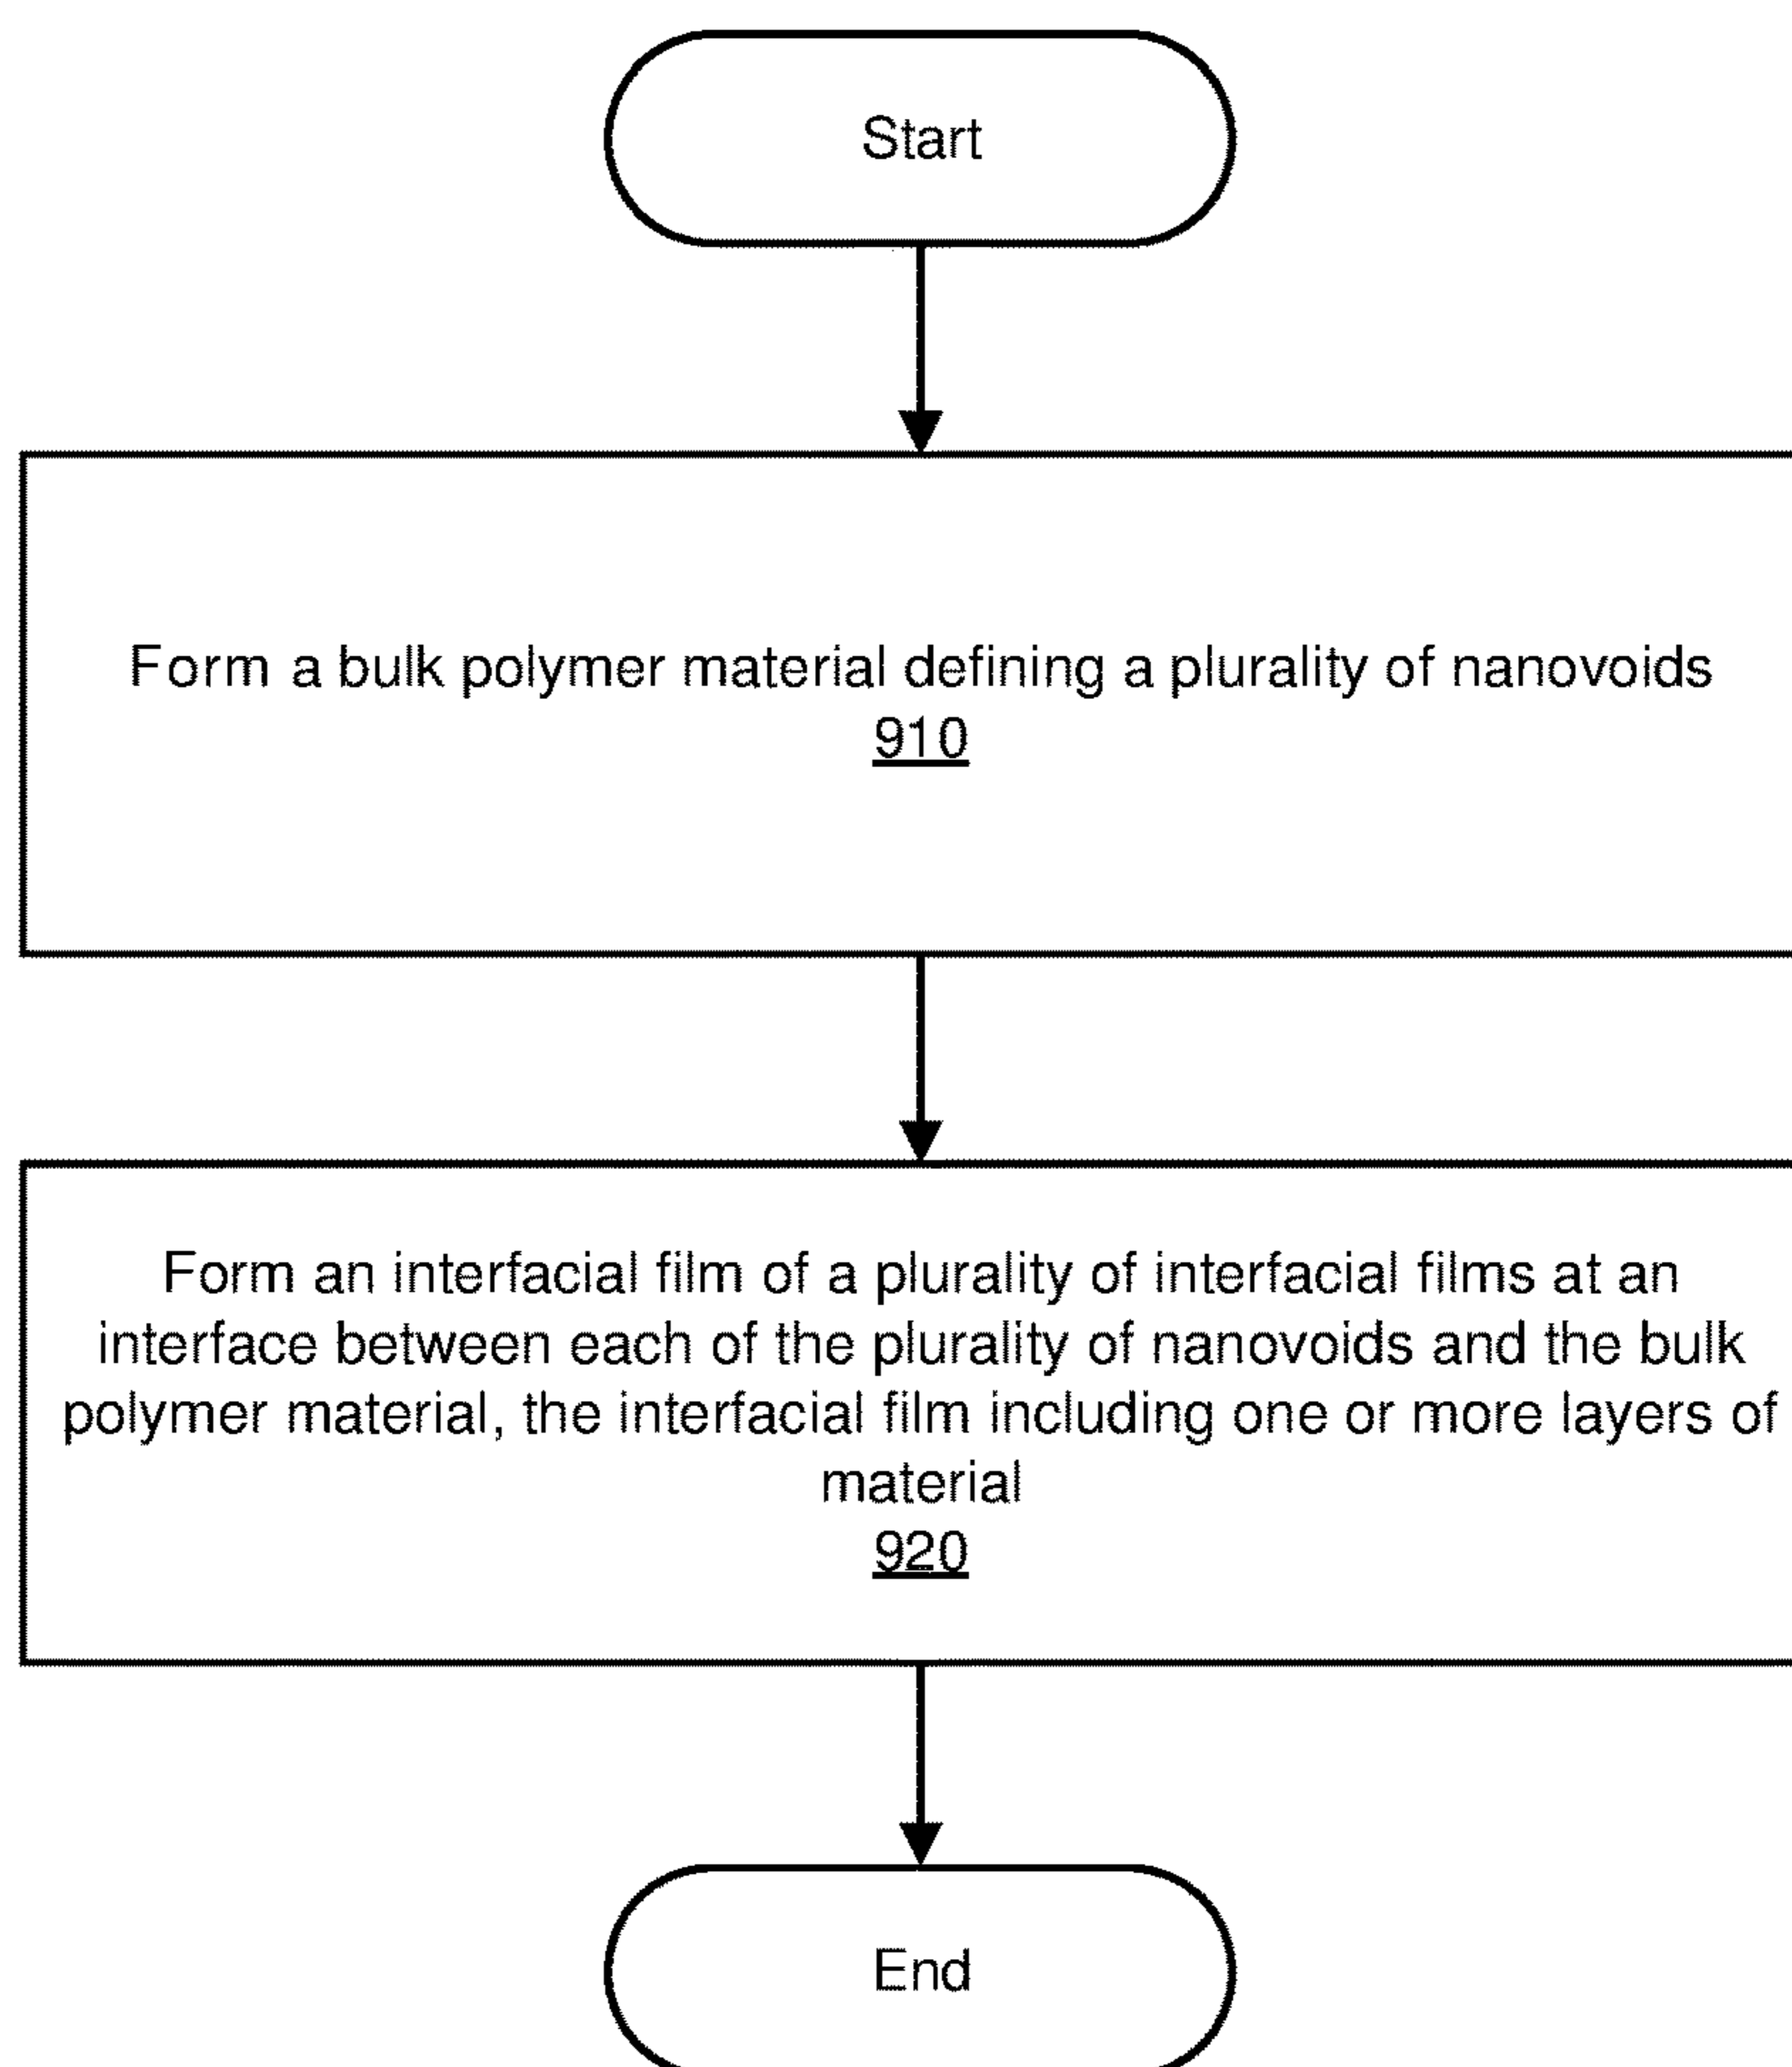 Start
Form a bulk polymer material defining a plurality of nanovoids
910
Form an interfacial film of a plurality of interfacial films at an
interface between each of the plurality of nanovoids and the bulk
polymer material, the interfacial film including one or more layers of
material
920
End